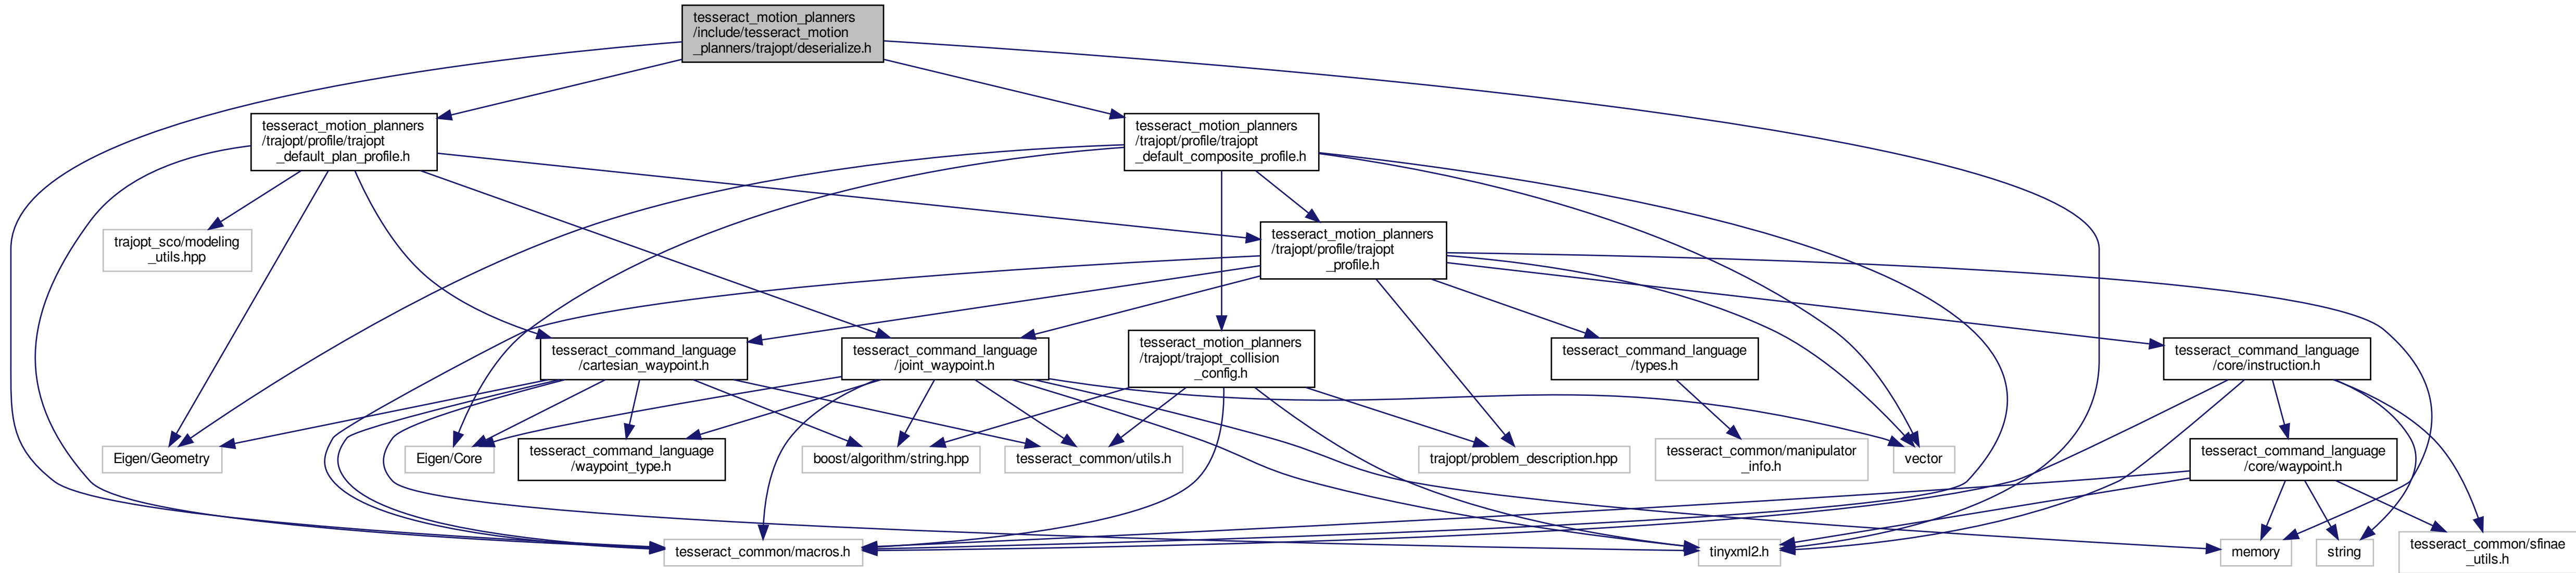 tesseract_motion_planners
/include/tesseract_motion
_planners/trajopt/deserialize.h
tesseract_motion_planners
/trajopt/profile/trajopt
_default_plan_profile.h
tesseract_motion_planners
/trajopt/profile/trajopt
_default_composite_profile.h
trajopt_sco/modeling
_utils.hpp
tesseract_motion_planners
/trajopt/profile/trajopt
_profile.h
tesseract_command_language
/cartesian_waypoint.h
tesseract_command_language
/joint_waypoint.h
tesseract_motion_planners
/trajopt/trajopt_collision
_config.h
tesseract_command_language
/types.h
tesseract_command_language
/core/instruction.h
Eigen/Geometry
Eigen/Core
tesseract_command_language
/waypoint_type.h
boost/algorithm/string.hpp
tesseract_common/utils.h
trajopt/problem_description.hpp
tesseract_common/manipulator
_info.h
vector
tesseract_command_language
/core/waypoint.h
tesseract_common/macros.h
tinyxml2.h
memory
string
tesseract_common/sfinae
_utils.h